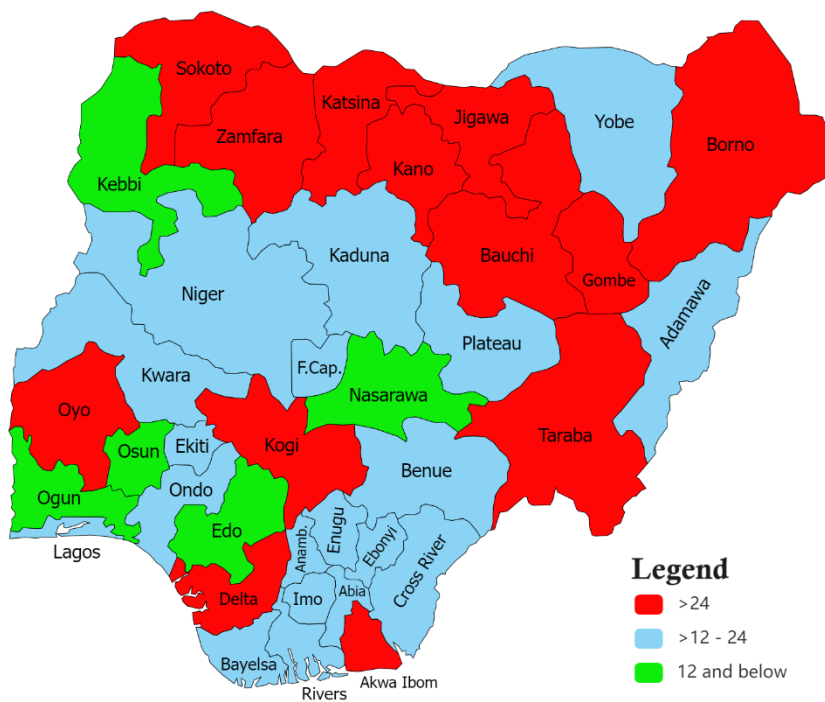 Sokoto
Katsina
Jigawa
Yobe
Zamfara
Borno
Kano
Kebbi
Kaduna
Bauchi
Gombe
Niger
Adamawa
Plateau
F.Cap.
Kwara
Nasarawa
Oyo
Taraba
Osun
Ekiti
Kogi
Benue
Ogun
Ondo
Edo
Anamb.
Enugu
Ebonyi
Cross River
Lagos
Delta
Imo
Abia
Bayelsa
Rivers
Akwa Ibom
Legend
>24
>12 - 24
12 and below